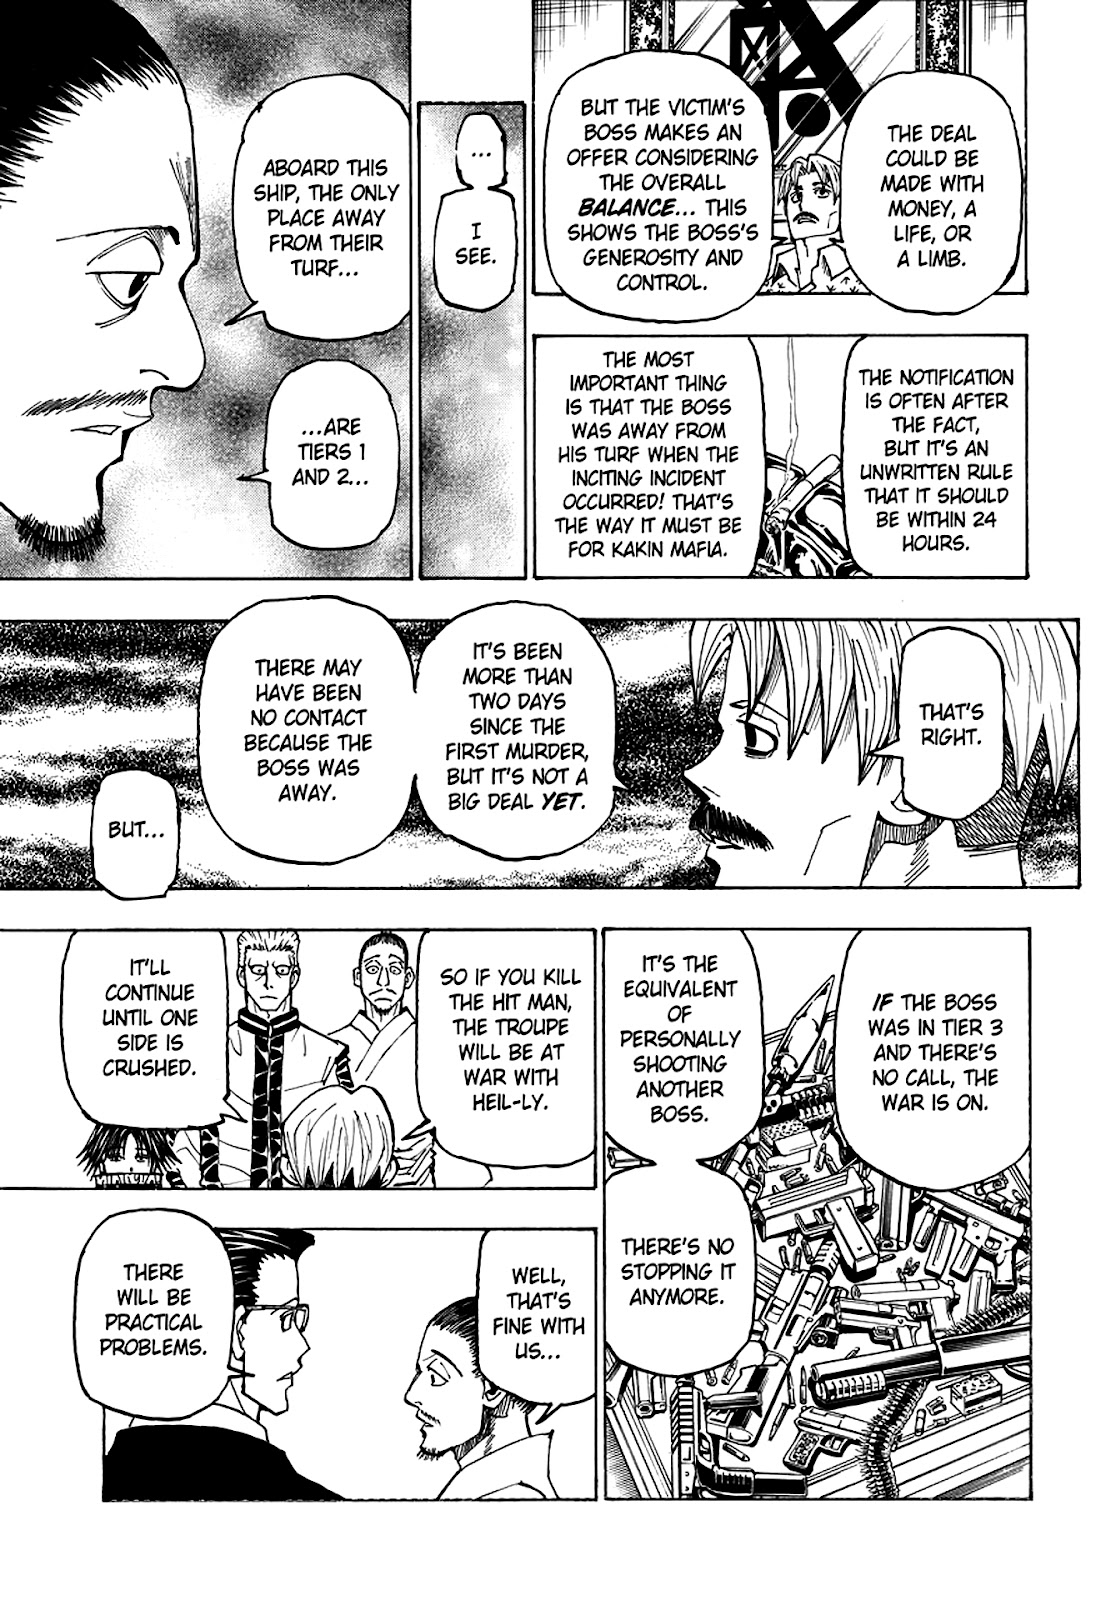 THE DEAL
COULD BE
MADE WITH
MONEY, A
LIFE, OR
A LIMB.
BUT THE VICTIM'S
BOSS MAKES AN
OFFER CONSIDERING
THE OVERALL
BALANCE... THIS
SHOWS THE BOSS'S
GENEROSITY AND
CONTROL.
THE NOTIFICATION
IS OFTEN AFTER
THE FACT,
BUT IT'S AN
UNWRITTEN RULE
THAT IT SHOULD
BE WITHIN 24
HOURS.
THE MOST
IMPORTANT THING
IS THAT THE BOSS
WAS AWAY FROM
HIS TURF WHEN THE
INCITING INCIDENT
OCCURRED! THAT'S
THE WAY IT MUST BE
FOR KAKIN MAFIA.
...
I
SEE.
ABOARD THIS
SHIP, THE ONLY
PLACE AWAY
FROM THEIR
TURF...
...ARE
TIERS 1
AND 2...
THAT'S
RIGHT.
IT'S BEEN
MORE THAN
TWO DAYS
SINCE THE
FIRST MURDER,
BUT IT'S NOT A
BIG DEAL YET.
THERE MAY
HAVE BEEN
NO CONTACT
BECAUSE THE
BOSS WAS
AWAY.
BUT...
IF THE BOSS
WAS IN TIER 3
AND THERE'S
NO CALL, THE
WAR IS ON.
IT'S THE
EQUIVALENT
OF
PERSONALLY
SHOOTING
ANOTHER
BOSS.
THERE'S NO
STOPPING IT
ANYMORE.
SO IF YOU KILL
THE HIT MAN,
THE TROUPE
WILL BE AT
WAR WITH
HEIL-LY.
IT'LL
CONTINUE
UNTIL ONE
SIDE IS
CRUSHED.
WELL,
THAT'S
FINE WITH
US...
THERE
WILL BE
PRACTICAL
PROBLEMS.